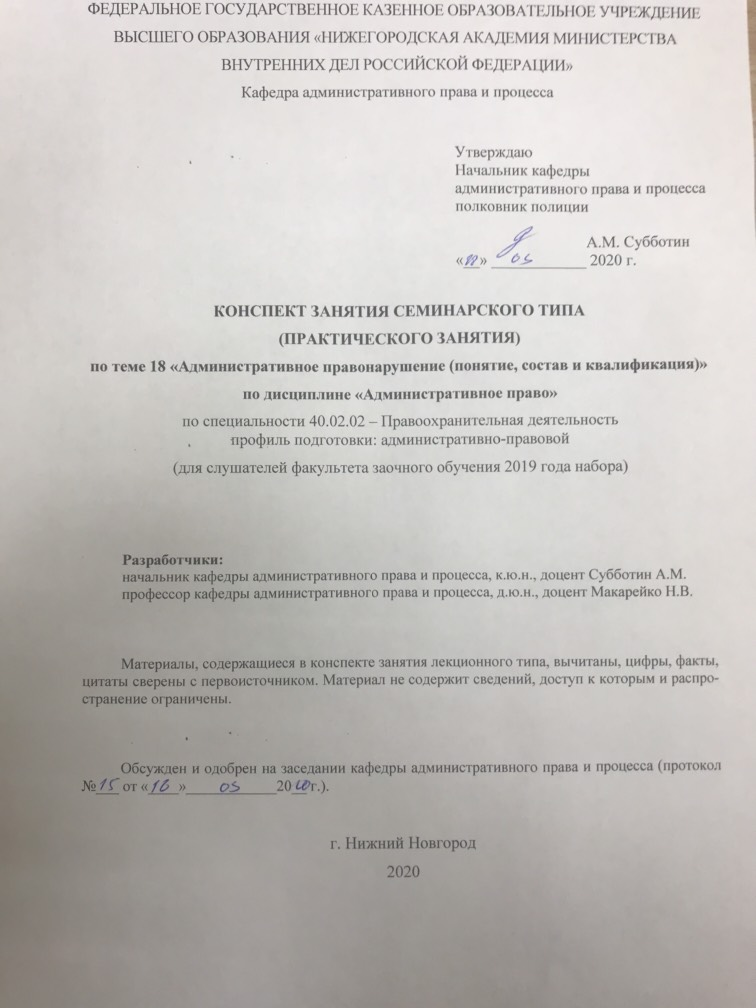 ФЕДЕРАЛЬНОЕ ГОСУДАРСТВЕННОЕ КАЗЕННОЕ ОБРАЗОВАТЕЛЬНОЕ УЧРЕЖДЕНИЕ
ВЫСШЕГО ОБРАЗОВАНИЯ «НИЖЕГОРОДСКАЯ АКАДЕМИЯ МИНИСТЕРСТВА
ВНУТРЕННИХ ДЕЛ РОССИЙСКОЙ ФЕДЕРАЦИИ»
Кафедра административного права и процесса
Утверждаю
Начальник кафедры
административного права и процесса
полковник полиции
А.М. Субботин
« » 05 2020 г.
КОНСПЕКТ ЗАНЯТИЯ СЕМИНАРСКОГО ТИПА
(ПРАКТИЧЕСКОГО ЗАНЯТИЯ)
по теме 18 «Административное правонарушение (понятие, состав и квалификация)»
по дисциплине «Административное право»
по специальности 40.02.02 – Правоохранительная деятельность
профиль подготовки: административно-правовой
(для слушателей факультета заочного обучения 2019 года набора)
Разработчики:
начальник кафедры административного права и процесса, к.ю.н., доцент Субботин А.М.
профессор кафедры административного права и процесса, д.ю.н., доцент Макарейко Н.В.
Материалы, содержащиеся в конспекте занятия лекционного типа, вычитаны, цифры, факты,
цитаты сверены с первоисточником. Материал не содержит сведений, доступ к которым и распро-
странение ограничены.
Обсужден и одобрен на заседании кафедры административного права и процесса (протокол
№ 15 от «18» 05 2020г.).
г. Нижний Новгород
2020